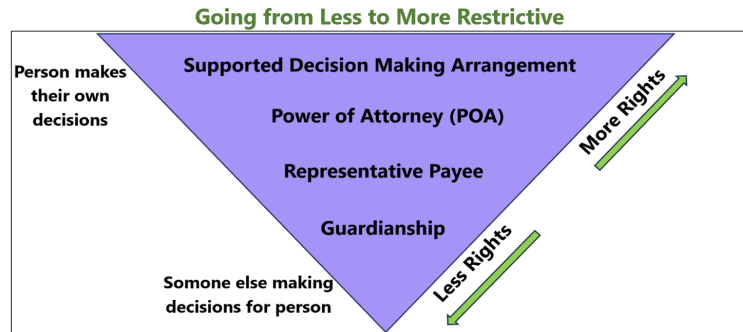 Going from Less to More Restrictive
Person makes
their own
decisions
Supported Decision Making Arrangement
Power of Attorney (POA)
Representative Payee
Guardianship
More Rights
Less Rights
Somone else making
decisions for person